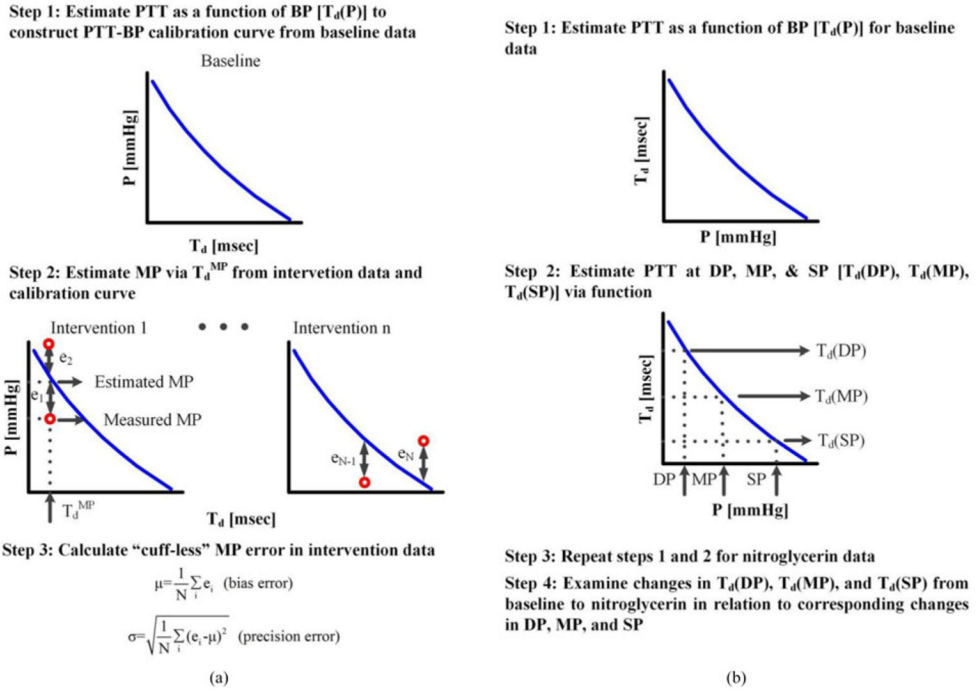 Step 1: Estimate PTT as a function of BP [Td(P)] to
construct PTT-BP calibration curve from baseline data
Baseline
P [mmHg]
Td [msec]
Step 2: Estimate MP via TdMP from intervetion data and
calibration curve
Intervention 1
• • •
Intervention n
P [mmHg]
e2
e1
Estimated MP
Measured MP
TdMP
eN-1
eN
Td [msec]
Step 3: Calculate “cuff-less” MP error in intervention data
μ=1/N Σi ei (bias error)
σ=√(1/N Σi (ei-μ)²) (precision error)
(a)
Step 1: Estimate PTT as a function of BP [Td(P)] for baseline
data
Td [msec]
P [mmHg]
Step 2: Estimate PTT at DP, MP, & SP [Td(DP), Td(MP),
Td(SP)] via function
Td [msec]
Td(DP)
Td(MP)
Td(SP)
DP MP SP
P [mmHg]
Step 3: Repeat steps 1 and 2 for nitroglycerin data
Step 4: Examine changes in Td(DP), Td(MP), and Td(SP) from
baseline to nitroglycerin in relation to corresponding changes
in DP, MP, and SP
(b)